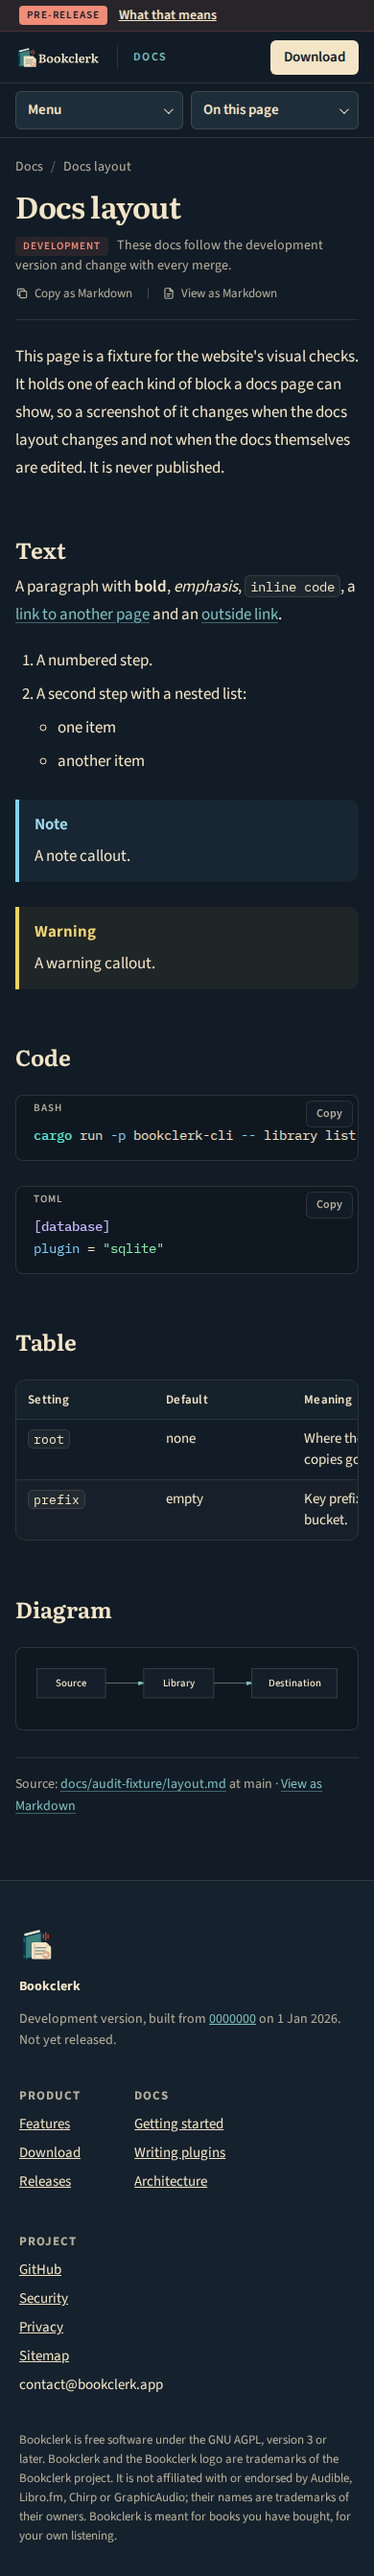 PRE-RELEASE What that means
Bookclerk DOCS Download
Menu On this page
Docs / Docs layout
Docs layout
DEVELOPMENT These docs follow the development
version and change with every merge.
Copy as Markdown | View as Markdown
This page is a fixture for the website's visual checks.
It holds one of each kind of block a docs page can
show, so a screenshot of it changes when the docs
layout changes and not when the docs themselves
are edited. It is never published.
Text
A paragraph with bold, emphasis, inline code, a
link to another page and an outside link.
1. A numbered step.
2. A second step with a nested list:
one item
another item
Note
A note callout.
Warning
A warning callout.
Code
BASH Copy
cargo run -p bookclerk-cli -- library list
TOML Copy
[database]
plugin = "sqlite"
Table
Setting Default Meaning
root none Where the
copies go
prefix empty Key prefix
bucket.
Diagram
Source Library Destination
Source: docs/audit-fixture/layout.md at main · View as
Markdown
Bookclerk
Development version, built from 0000000 on 1 Jan 2026.
Not yet released.
PRODUCT DOCS
Features Getting started
Download Writing plugins
Releases Architecture
PROJECT
GitHub
Security
Privacy
Sitemap
contact@bookclerk.app
Bookclerk is free software under the GNU AGPL, version 3 or
later. Bookclerk and the Bookclerk logo are trademarks of the
Bookclerk project. It is not affiliated with or endorsed by Audible,
Libro.fm, Chirp or GraphicAudio; their names are trademarks of
their owners. Bookclerk is meant for books you have bought, for
your own listening.